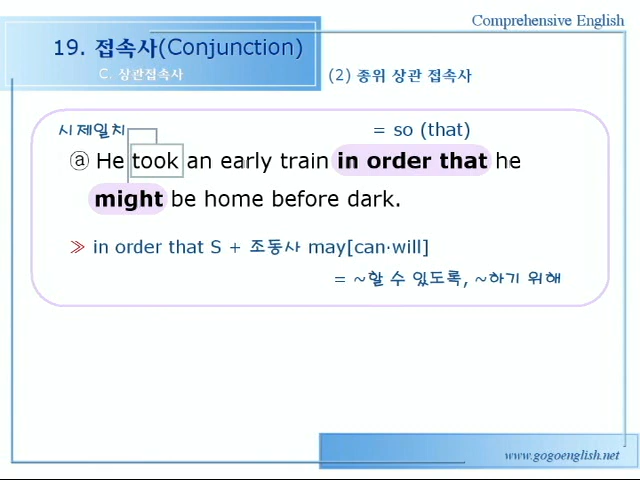 Comprehensive English
19. 접속사(Conjunction)
C. 상관접속사
(2) 종위 상관 접속사
시제일치
= so (that)
ⓐ He took an early train in order that he
might be home before dark.
≫ in order that S + 조동사 may[can·will]
= ~할 수 있도록, ~하기 위해
www.gogoenglish.net